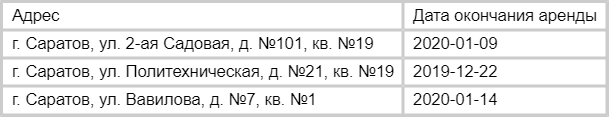 Адрес Дата окончания аренды
г. Саратов, ул. 2-ая Садовая, д. №101, кв. №19 2020-01-09
г. Саратов, ул. Политехническая, д. №21, кв. №19 2019-12-22
г. Саратов, ул. Вавилова, д. №7, кв. №1 2020-01-14